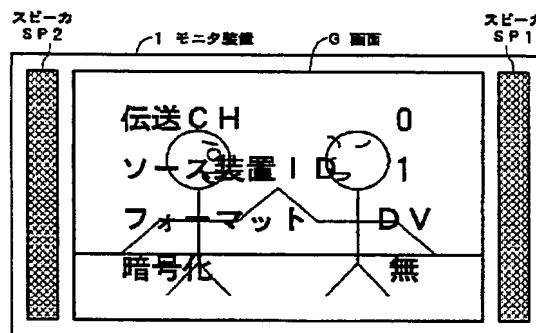 スピーカ
SP2
1 モニタ装置
G 画面
スピーカ
SP1
伝送CH 0
ソース装置ID 1
フォーマット DV
暗号化 無